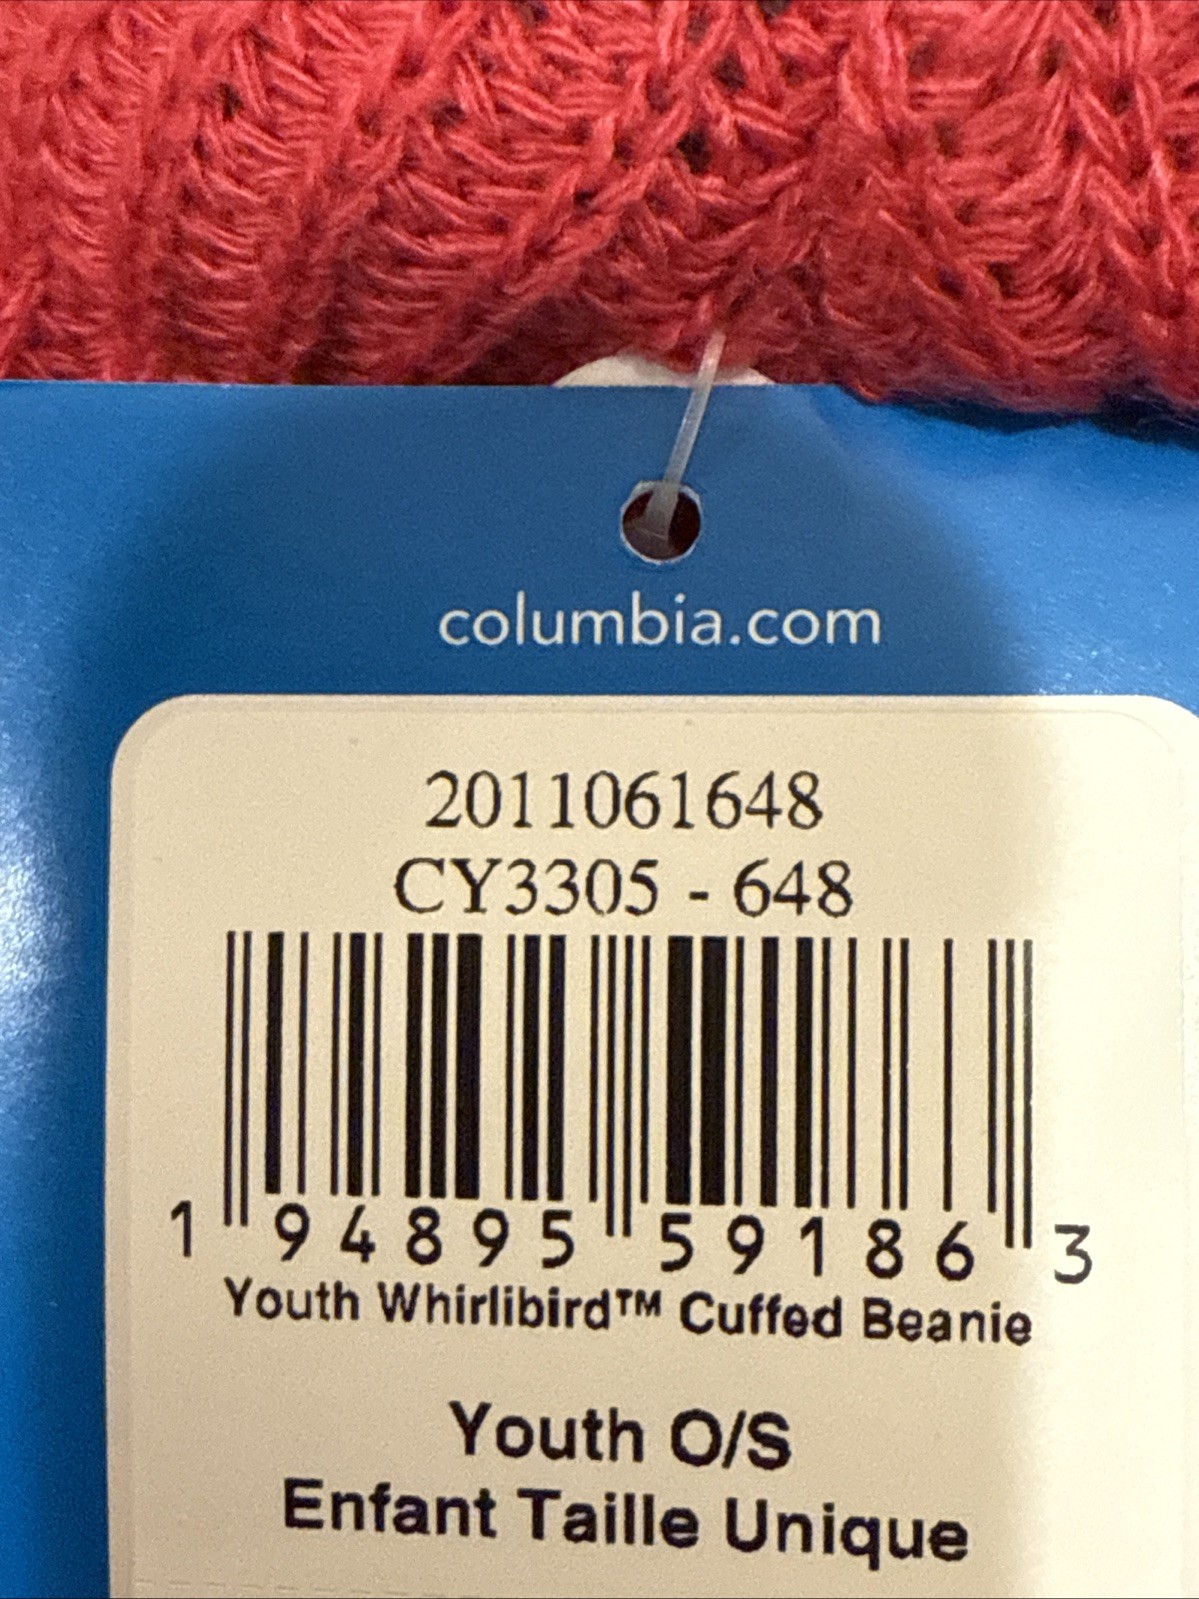 columbia.com
2011061648
CY3305 - 648
1 94895 59186 3
Youth Whirlibird™ Cuffed Beanie
Youth O/S
Enfant Taille Unique